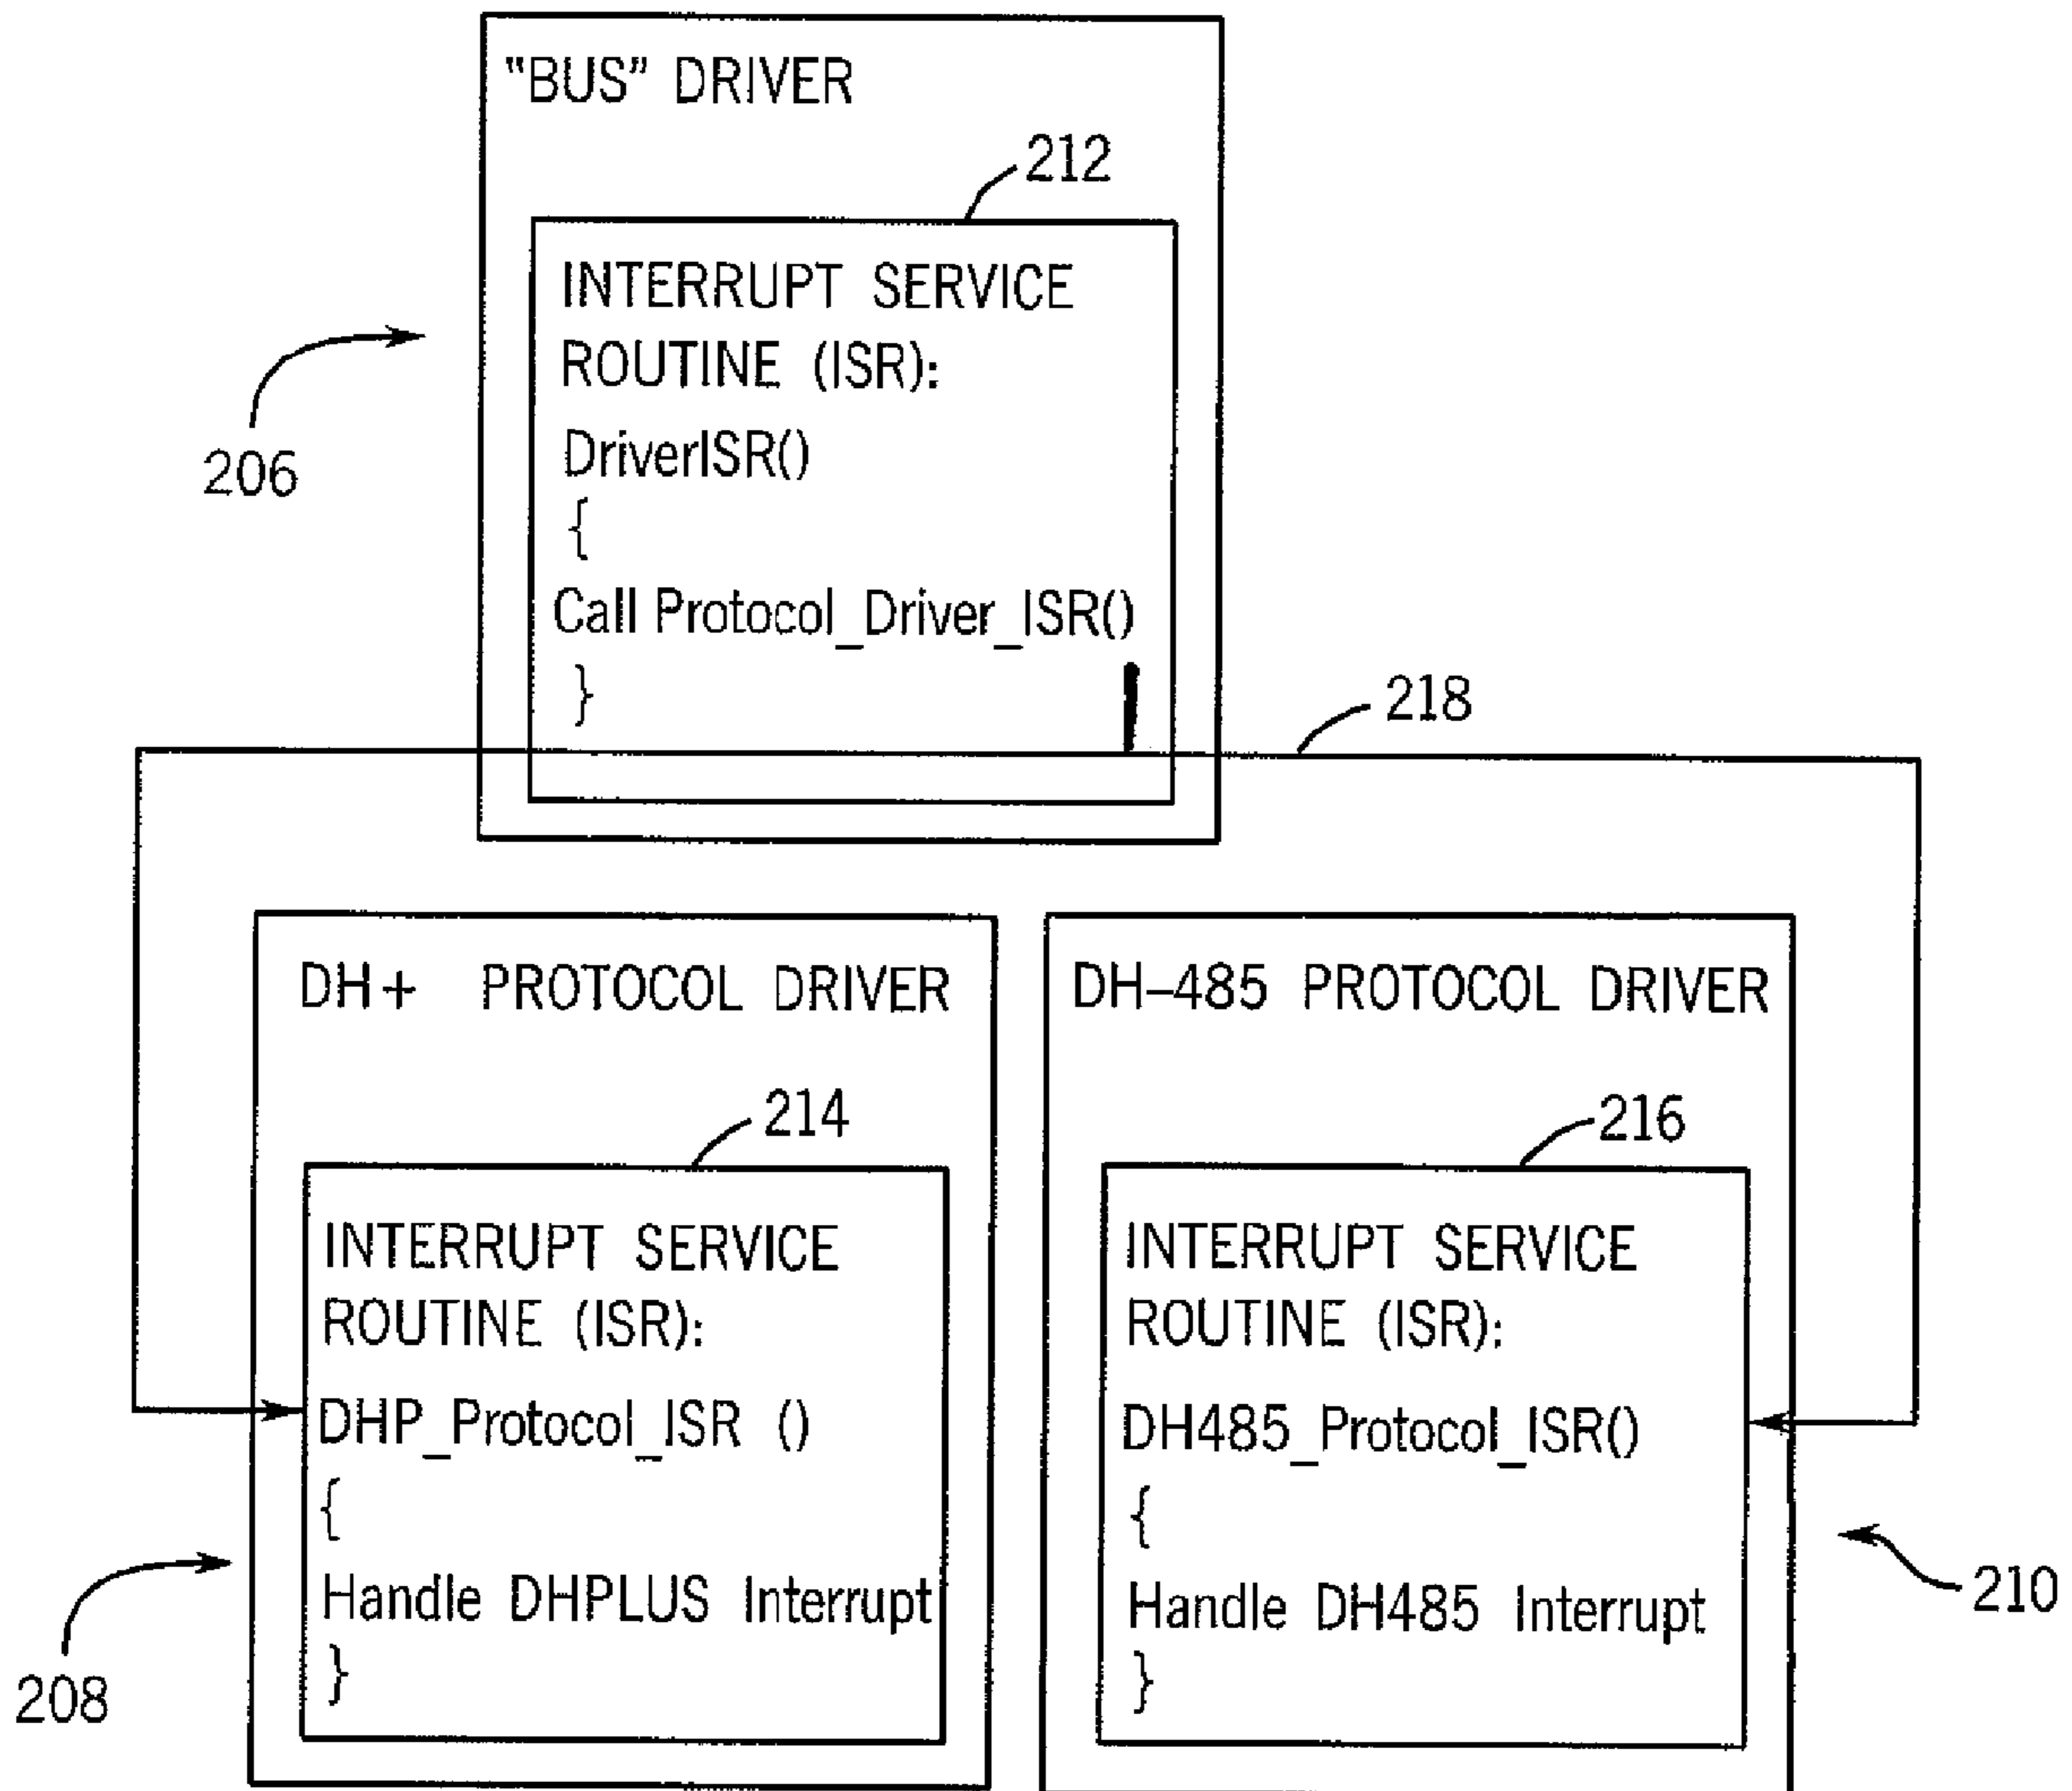 "BUS" DRIVER
212
INTERRUPT SERVICE
ROUTINE (ISR):
DriverISR()
{
Call Protocol_Driver_ISR()
}
206
218
DH+ PROTOCOL DRIVER
214
INTERRUPT SERVICE
ROUTINE (ISR):
DHP_Protocol_ISR ()
{
Handle DHPLUS Interrupt
}
208
DH–485 PROTOCOL DRIVER
216
INTERRUPT SERVICE
ROUTINE (ISR):
DH485_Protocol_ISR()
{
Handle DH485 Interrupt
}
210